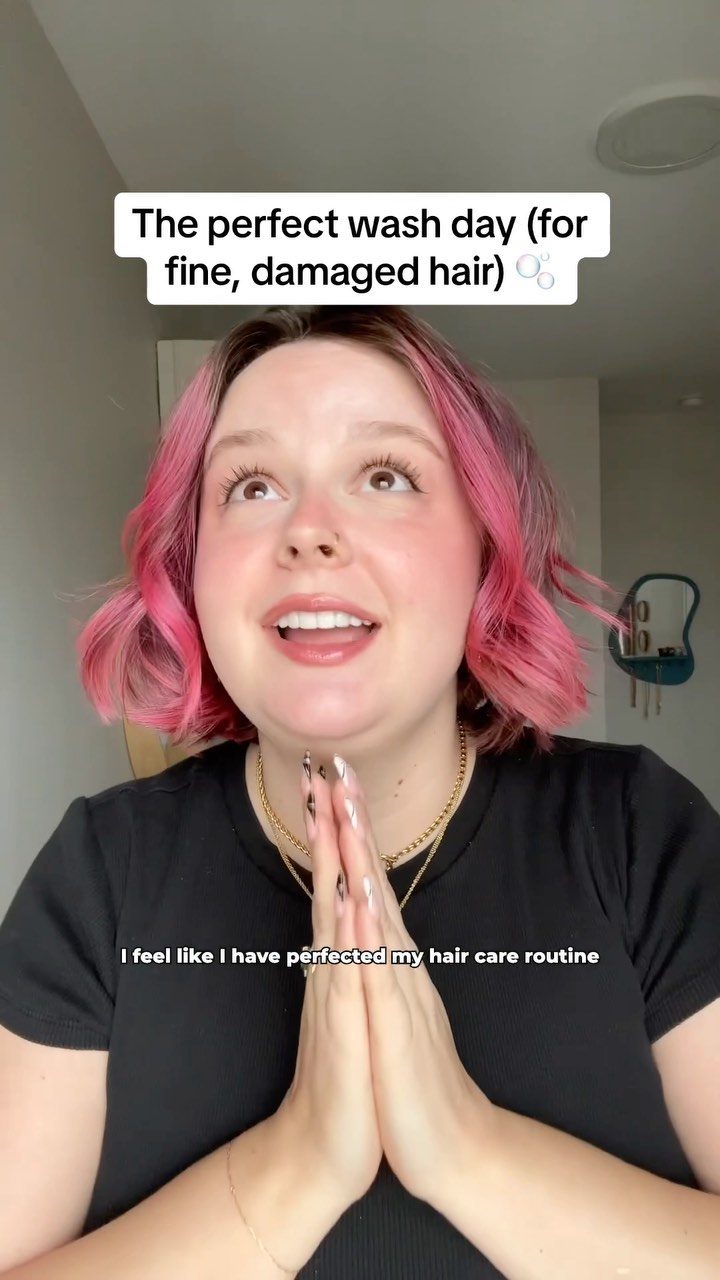 The perfect wash day (for
fine, damaged hair) 🫧
I feel like I have perfected my hair care routine